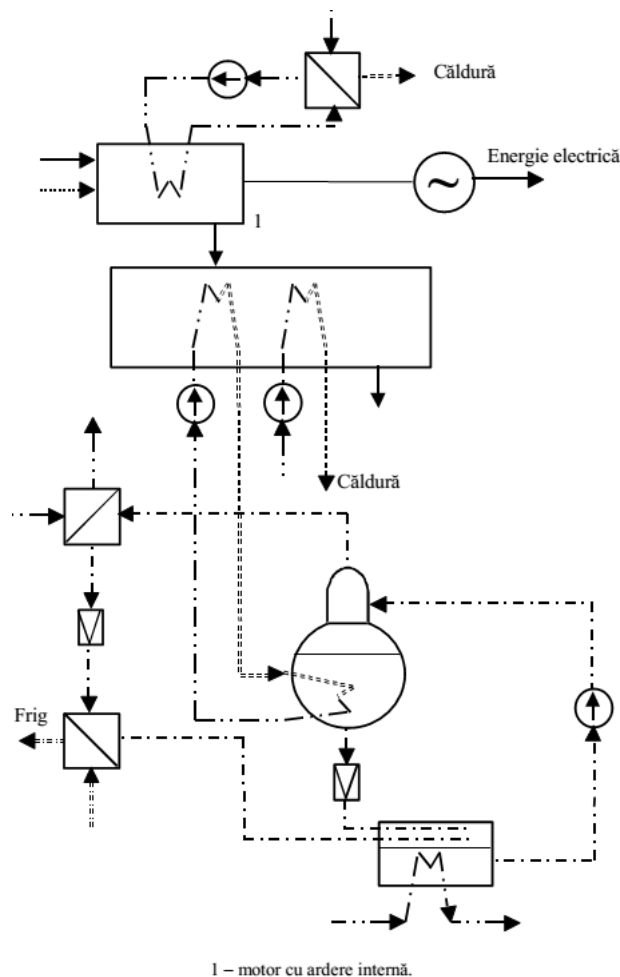 Căldură
Energie electrică
1
Căldură
Frig
1 – motor cu ardere internă.